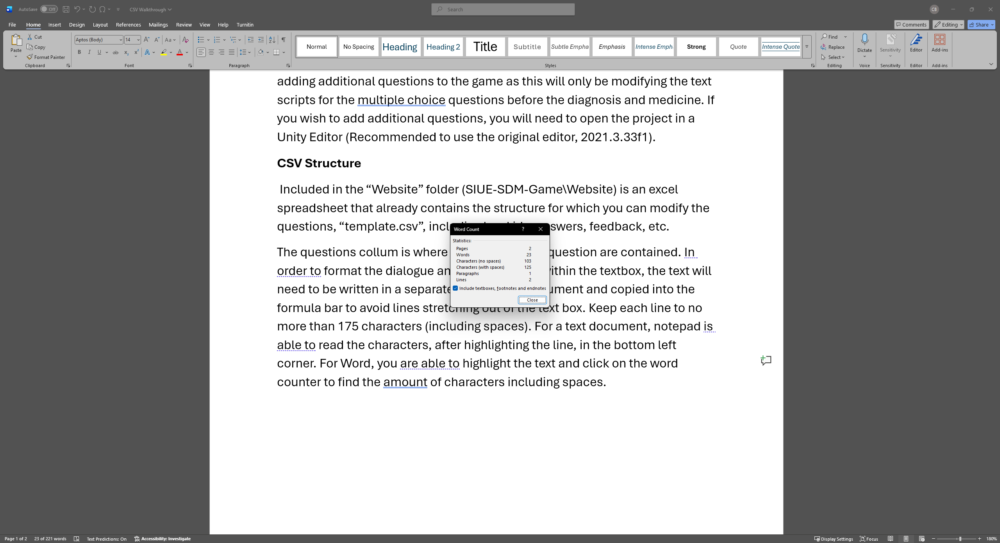 AutoSave Off CSV Walkthrough Search CB
File Home Insert Design Layout References Mailings Review View Help Turnitin Comments Editing Share
Paste Cut Copy Format Painter Clipboard
Aptos (Body) 14 Font
Paragraph
Normal No Spacing Heading Heading 2 Title Subtitle Subtle Empha Emphasis Intense Emph Strong Quote Intense Quote
Styles
Find Replace Select Editing
Dictate Voice
Sensitivity Sensitivity
Editor Editor
Add-ins Add-ins
adding additional questions to the game as this will only be modifying the text
scripts for the multiple choice questions before the diagnosis and medicine. If
you wish to add additional questions, you will need to open the project in a
Unity Editor (Recommended to use the original editor, 2021.3.33f1).
CSV Structure
Included in the “Website” folder (SIUE-SDM-Game\Website) is an excel
spreadsheet that already contains the structure for which you can modify the
questions, “template.csv”, swers, feedback, etc.
The questions collum is where question are contained. In
order to format the dialogue ithin the textbox, the text will
need to be written in a separate ument and copied into the
formula bar to avoid lines stretching out of the text box. Keep each line to no
more than 175 characters (including spaces). For a text document, notepad is
able to read the characters, after highlighting the line, in the bottom left
corner. For Word, you are able to highlight the text and click on the word
counter to find the amount of characters including spaces.
Word Count ?
Statistics:
Pages 2
Words 23
Characters (no spaces) 103
Characters (with spaces) 125
Paragraphs 1
Lines 2
Include textboxes, footnotes and endnotes
Close
Page 1 of 2 23 of 221 words Text Predictions: On Accessibility: Investigate Display Settings Focus 180%